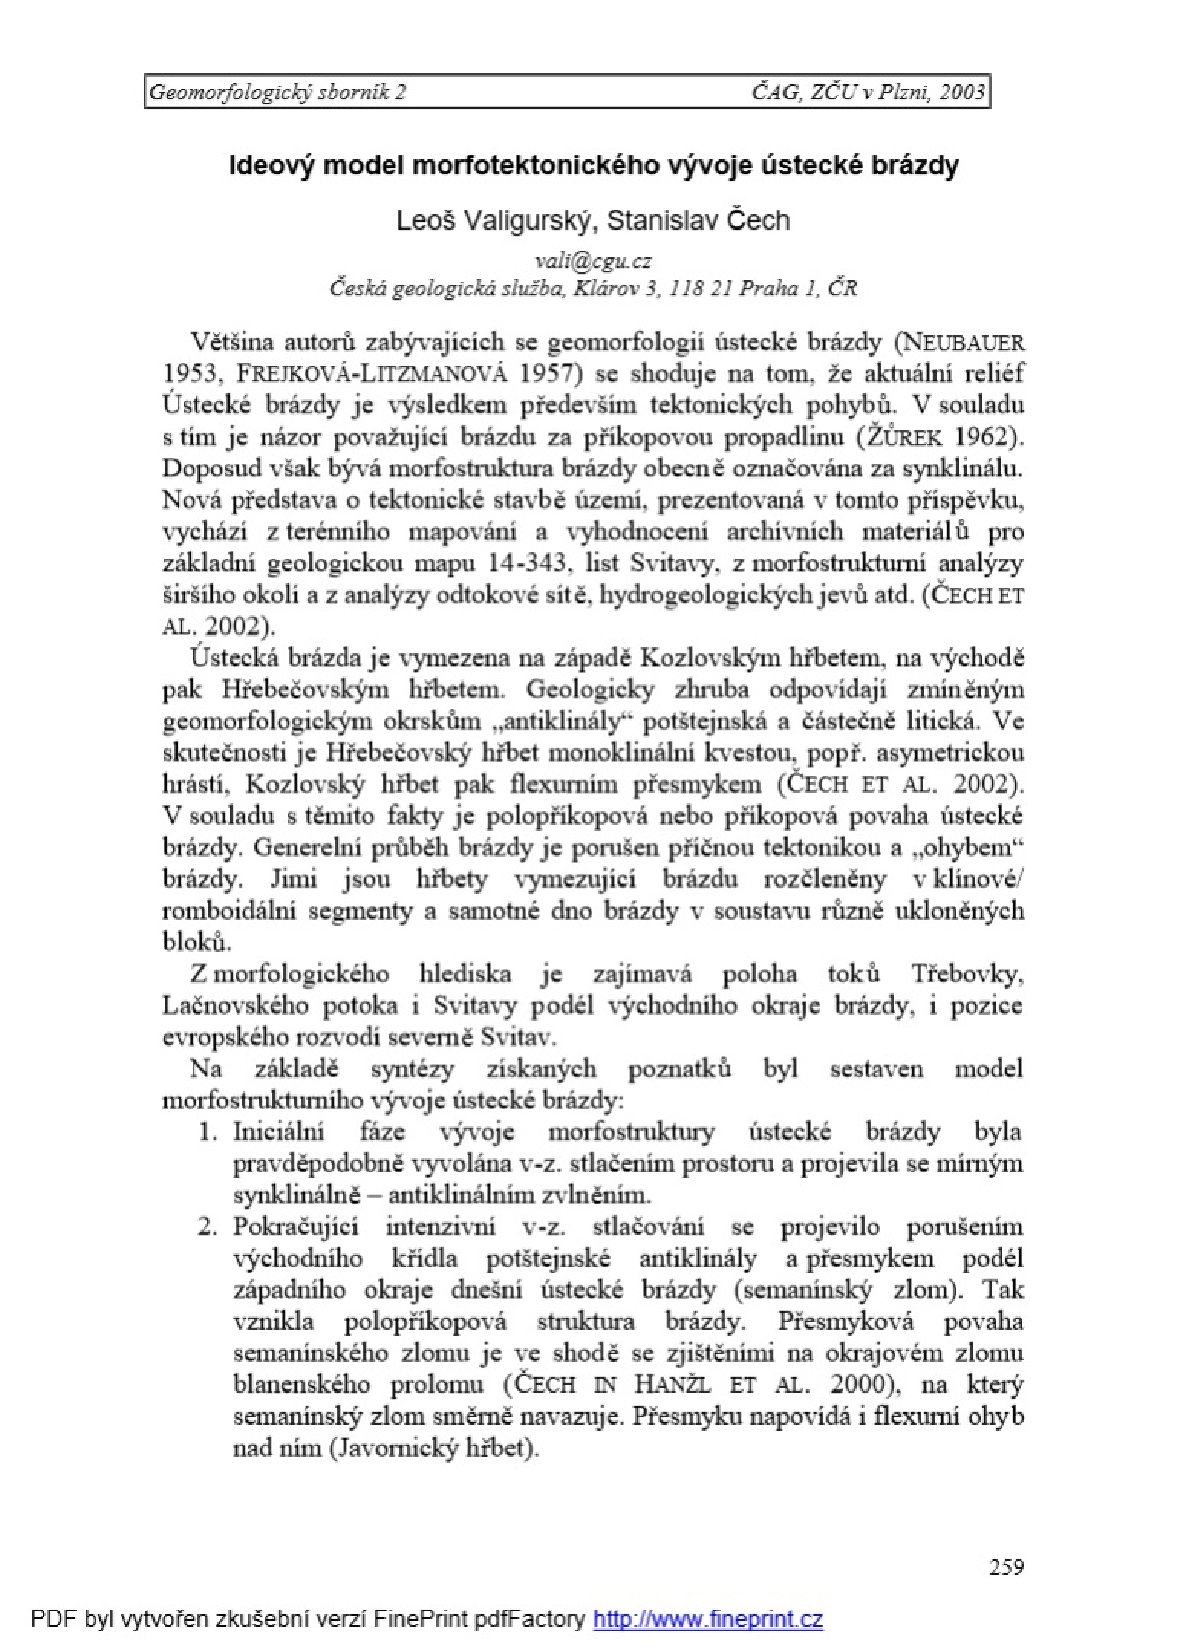 Geomorfologický sborník 2 ČAG, ZČU v Plzni, 2003
Ideový model morfotektonického vývoje ústecké brázdy
Leoš Valigurský, Stanislav Čech
vali@cgu.cz
Česká geologická služba, Klárov 3, 118 21 Praha 1, ČR
Většina autorů zabývajících se geomorfologií ústecké brázdy (NEUBAUER
1953, FREJKOVÁ-LITZMANOVÁ 1957) se shoduje na tom, že aktuální reliéf
Ústecké brázdy je výsledkem především tektonických pohybů. V souladu
s tím je názor považující brázdu za příkopovou propadlinu (ŽŮREK 1962).
Doposud však bývá morfostruktura brázdy obecně označována za synklinálu.
Nová představa o tektonické stavbě území, prezentovaná v tomto příspěvku,
vychází z terénního mapování a vyhodnocení archívních materiálů pro
základní geologickou mapu 14-343, list Svitavy, z morfostrukturní analýzy
širšího okolí a z analýzy odtokové sítě, hydrogeologických jevů atd. (ČECH ET
AL. 2002).
Ústecká brázda je vymezena na západě Kozlovským hřbetem, na východě
pak Hřebečovským hřbetem. Geologicky zhruba odpovídají zmíněným
geomorfologickým okrskům „antiklinály“ potštejnská a částečně litická. Ve
skutečnosti je Hřebečovský hřbet monoklinální kvestou, popř. asymetrickou
hrástí, Kozlovský hřbet pak flexurním přesmykem (ČECH ET AL. 2002).
V souladu s těmito fakty je polopříkopová nebo příkopová povaha ústecké
brázdy. Generelní průběh brázdy je porušen příčnou tektonikou a „ohybem“
brázdy. Jimi jsou hřbety vymezující brázdu rozčleněny v klínové/
romboidální segmenty a samotné dno brázdy v soustavu různě ukloněných
bloků.
Z morfologického hlediska je zajímavá poloha toků Třebovky,
Lačnovského potoka i Svitavy podél východního okraje brázdy, i pozice
evropského rozvodí severně Svitav.
Na základě syntézy získaných poznatků byl sestaven model
morfostrukturního vývoje ústecké brázdy:
1. Iniciální fáze vývoje morfostruktury ústecké brázdy byla
pravděpodobně vyvolána v-z. stlačením prostoru a projevila se mírným
synklinálně – antiklinálním zvlněním.
2. Pokračující intenzivní v-z. stlačování se projevilo porušením
východního křídla potštejnské antiklinály a přesmykem podél
západního okraje dnešní ústecké brázdy (semanínský zlom). Tak
vznikla polopříkopová struktura brázdy. Přesmyková povaha
semanínského zlomu je ve shodě se zjištěními na okrajovém zlomu
blanenského prolomu (ČECH IN HANŽL ET AL. 2000), na který
semanínský zlom směrně navazuje. Přesmyku napovídá i flexurní ohyb
nad ním (Javornický hřbet).
259
PDF byl vytvořen zkušební verzí FinePrint pdfFactory http://www.fineprint.cz